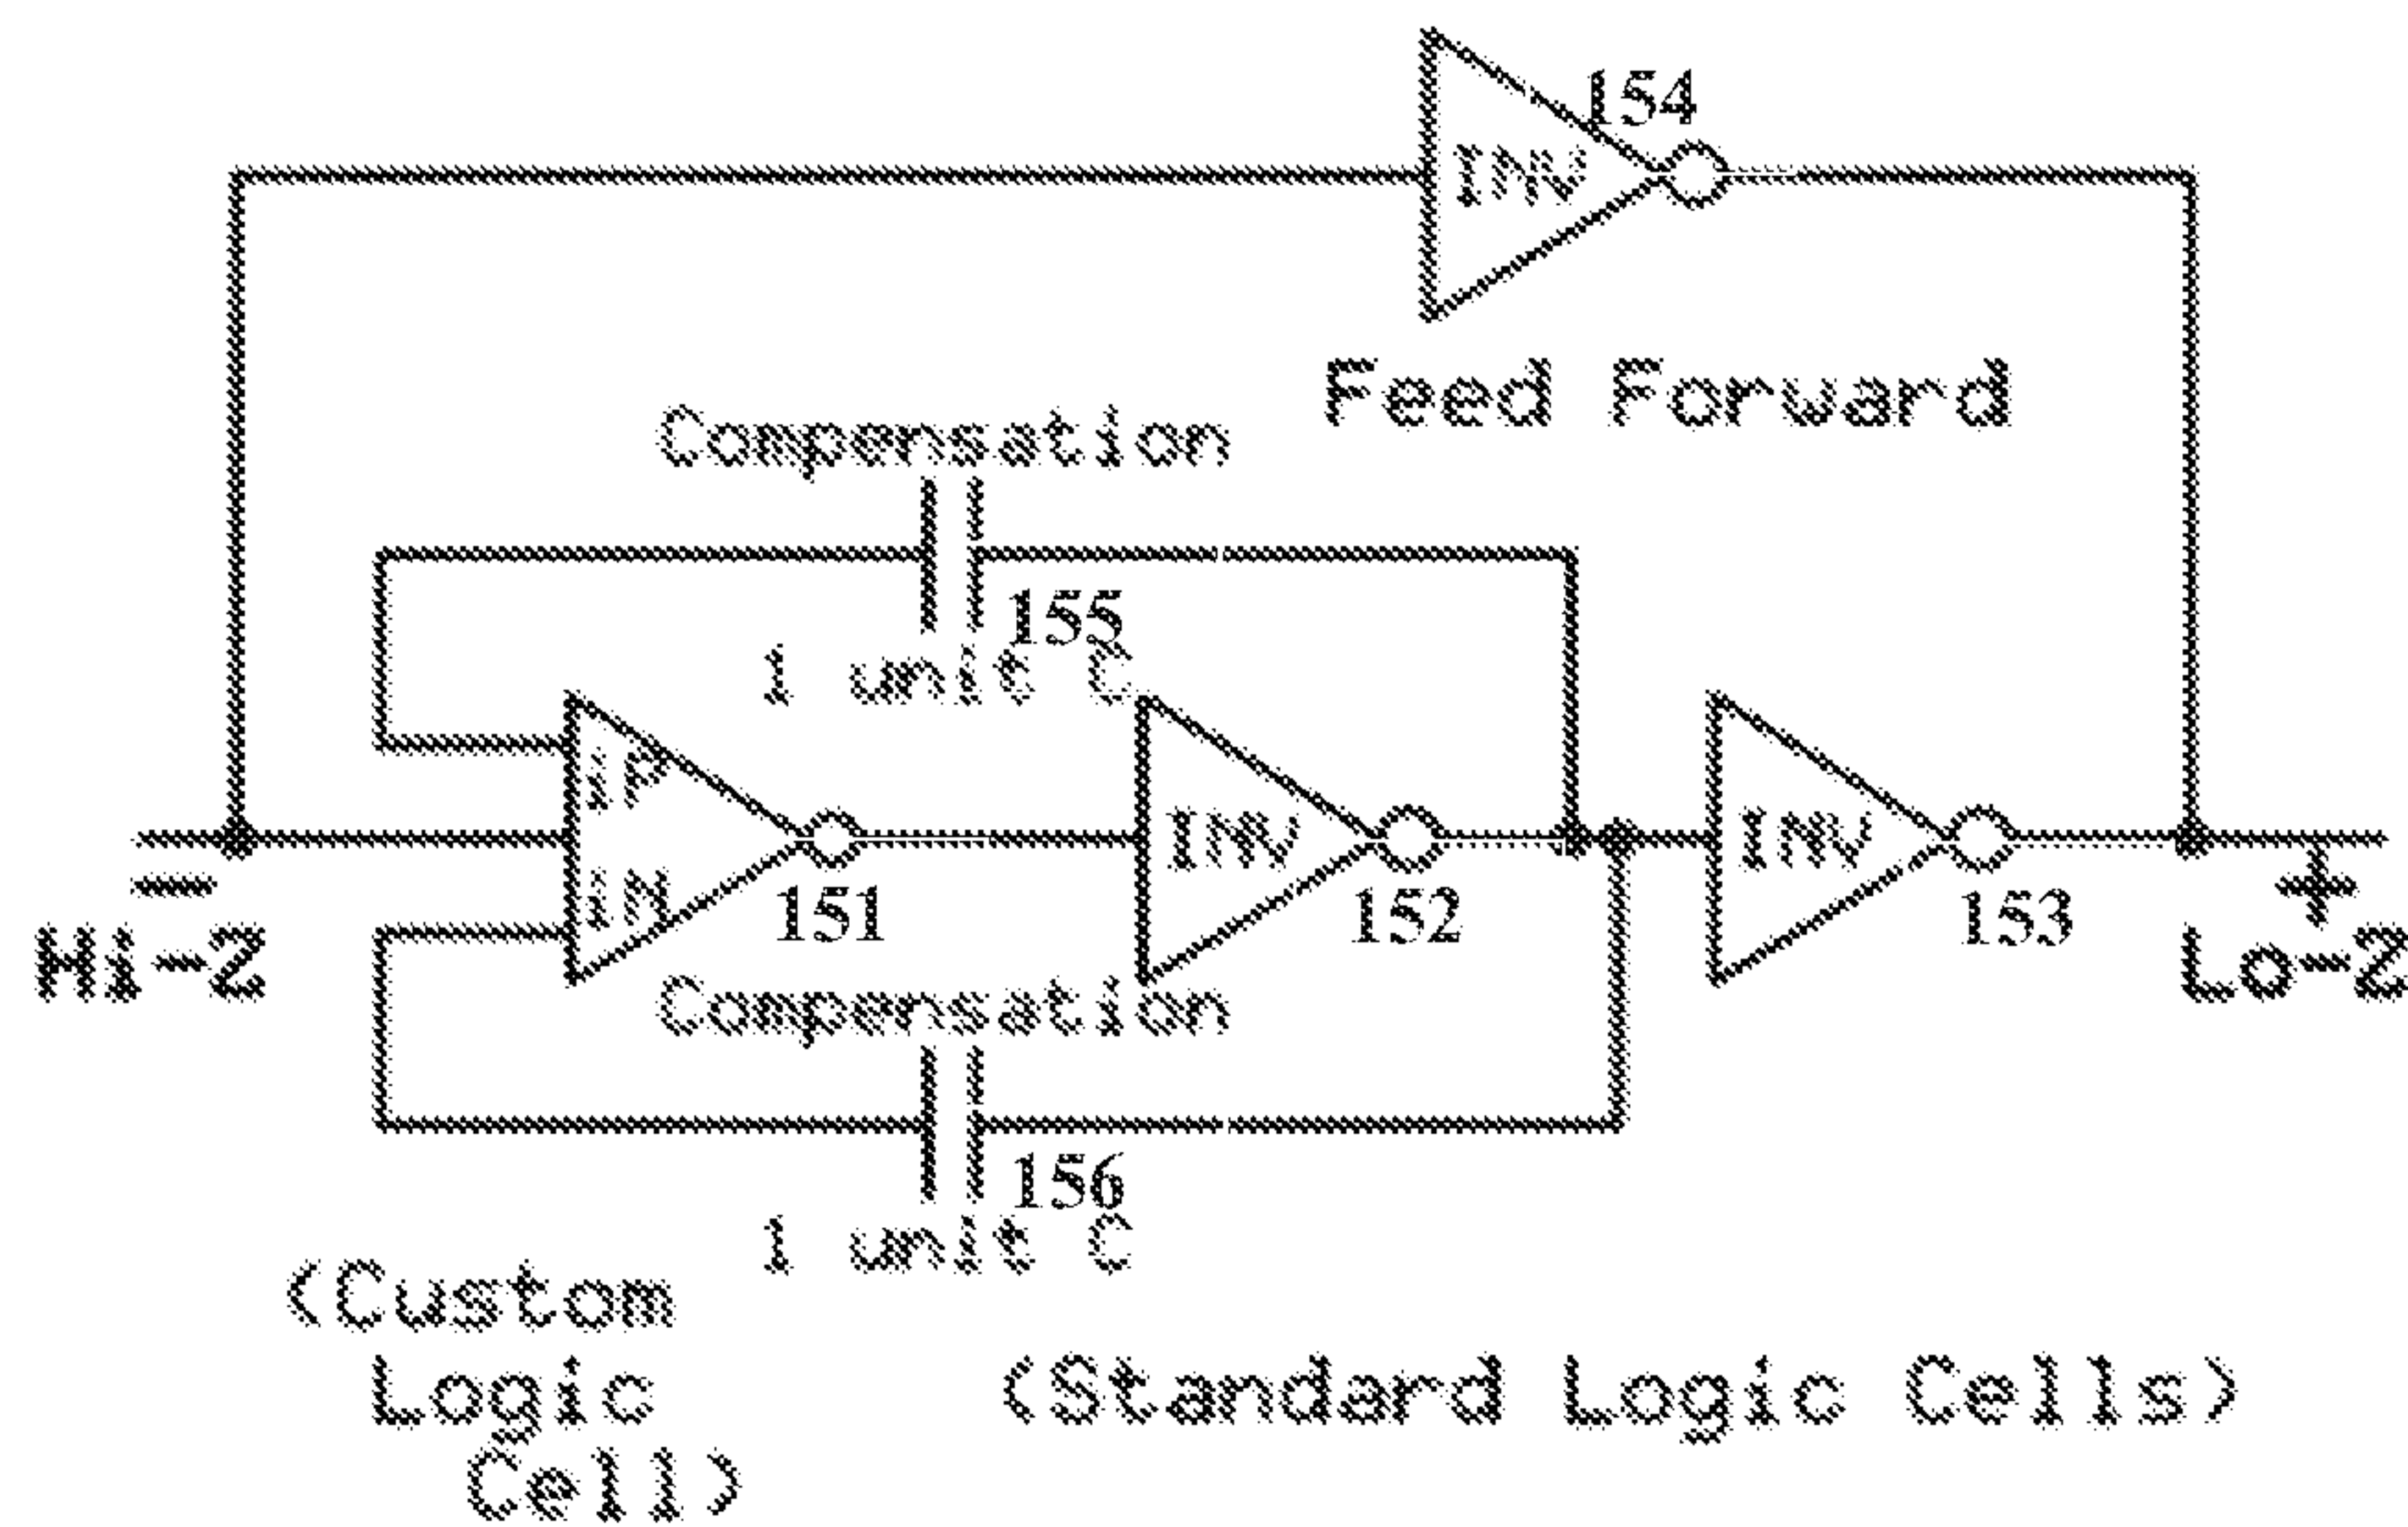 154
INV
Feed Forward
Compensation
155
1 unit C
iP
iN
151
INV
152
INV
153
-
Hi-Z
+
Lo-Z
Compensation
156
1 unit C
(Custom
Logic
Cell)
(Standard Logic Cells)